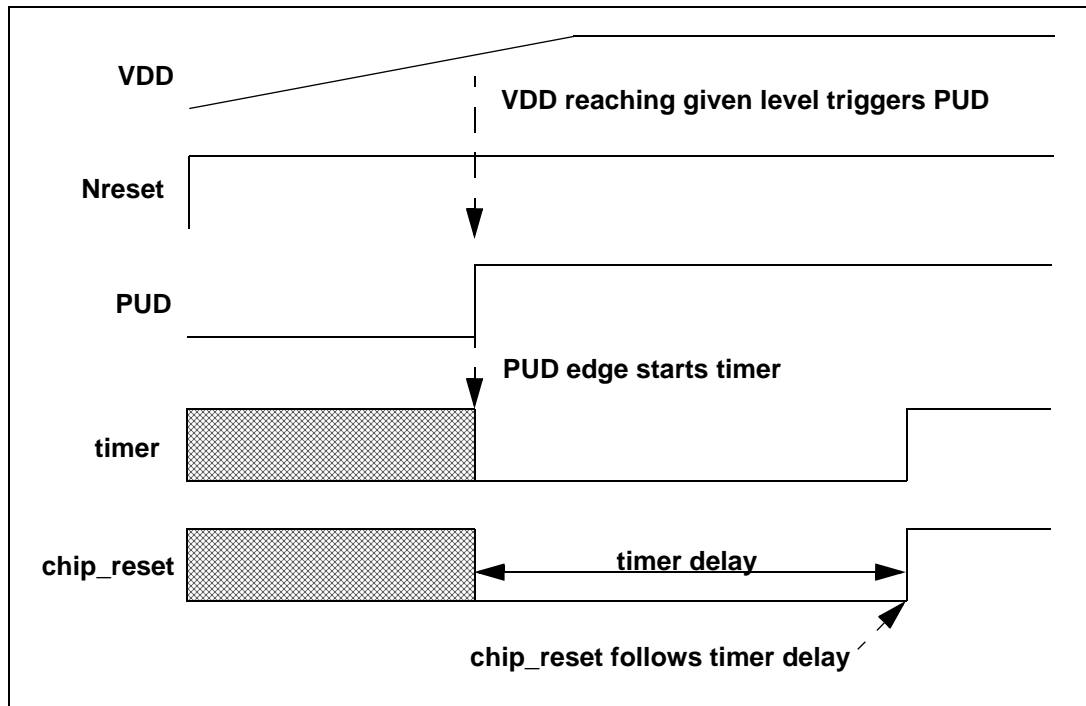 VDD
VDD reaching given level triggers PUD
Nreset
PUD
PUD edge starts timer
timer
chip_reset
timer delay
chip_reset follows timer delay